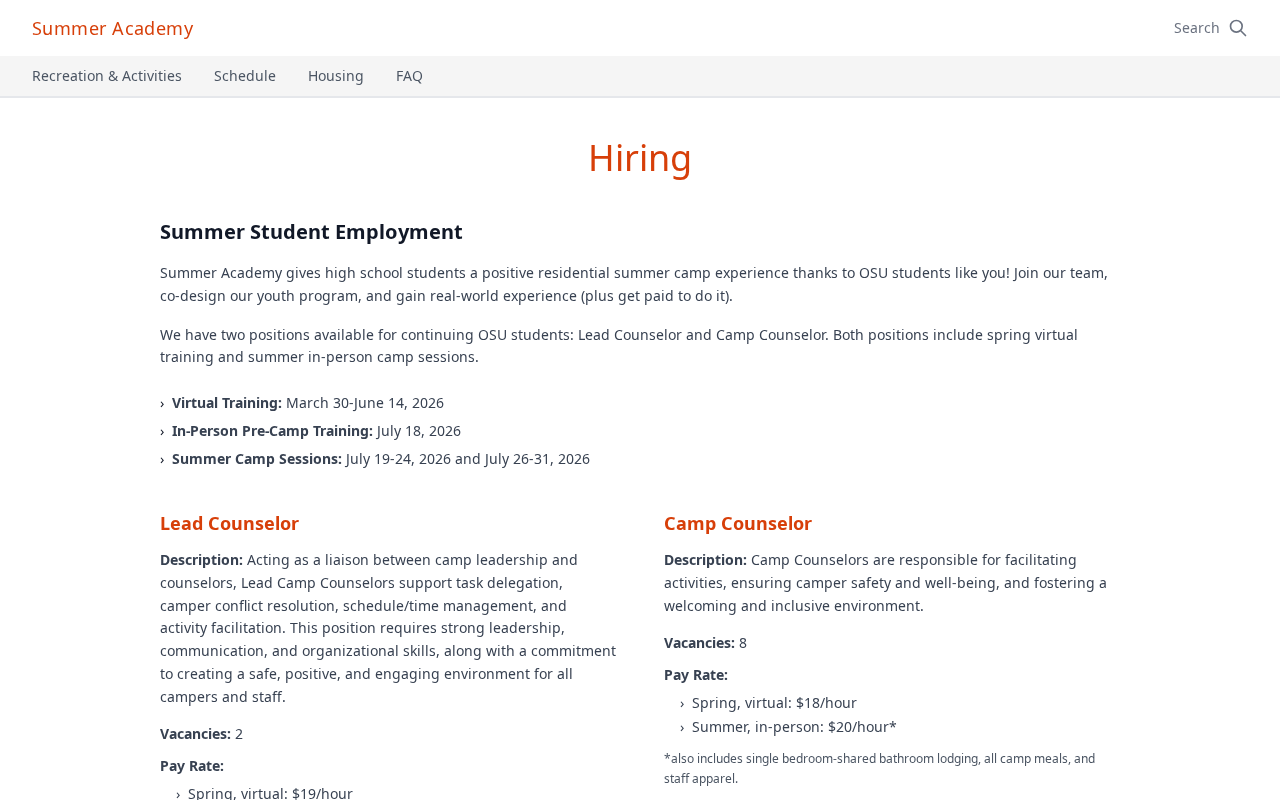 Summer Academy
Search
Recreation & Activities
Schedule
Housing
FAQ
Hiring
Summer Student Employment
Summer Academy gives high school students a positive residential summer camp experience thanks to OSU students like you! Join our team,
co-design our youth program, and gain real-world experience (plus get paid to do it).
We have two positions available for continuing OSU students: Lead Counselor and Camp Counselor. Both positions include spring virtual
training and summer in-person camp sessions.
› Virtual Training: March 30-June 14, 2026
› In-Person Pre-Camp Training: July 18, 2026
› Summer Camp Sessions: July 19-24, 2026 and July 26-31, 2026
Lead Counselor
Description: Acting as a liaison between camp leadership and
counselors, Lead Camp Counselors support task delegation,
camper conflict resolution, schedule/time management, and
activity facilitation. This position requires strong leadership,
communication, and organizational skills, along with a commitment
to creating a safe, positive, and engaging environment for all
campers and staff.
Vacancies: 2
Pay Rate:
› Spring, virtual: $19/hour
Camp Counselor
Description: Camp Counselors are responsible for facilitating
activities, ensuring camper safety and well-being, and fostering a
welcoming and inclusive environment.
Vacancies: 8
Pay Rate:
› Spring, virtual: $18/hour
› Summer, in-person: $20/hour*
*also includes single bedroom-shared bathroom lodging, all camp meals, and
staff apparel.